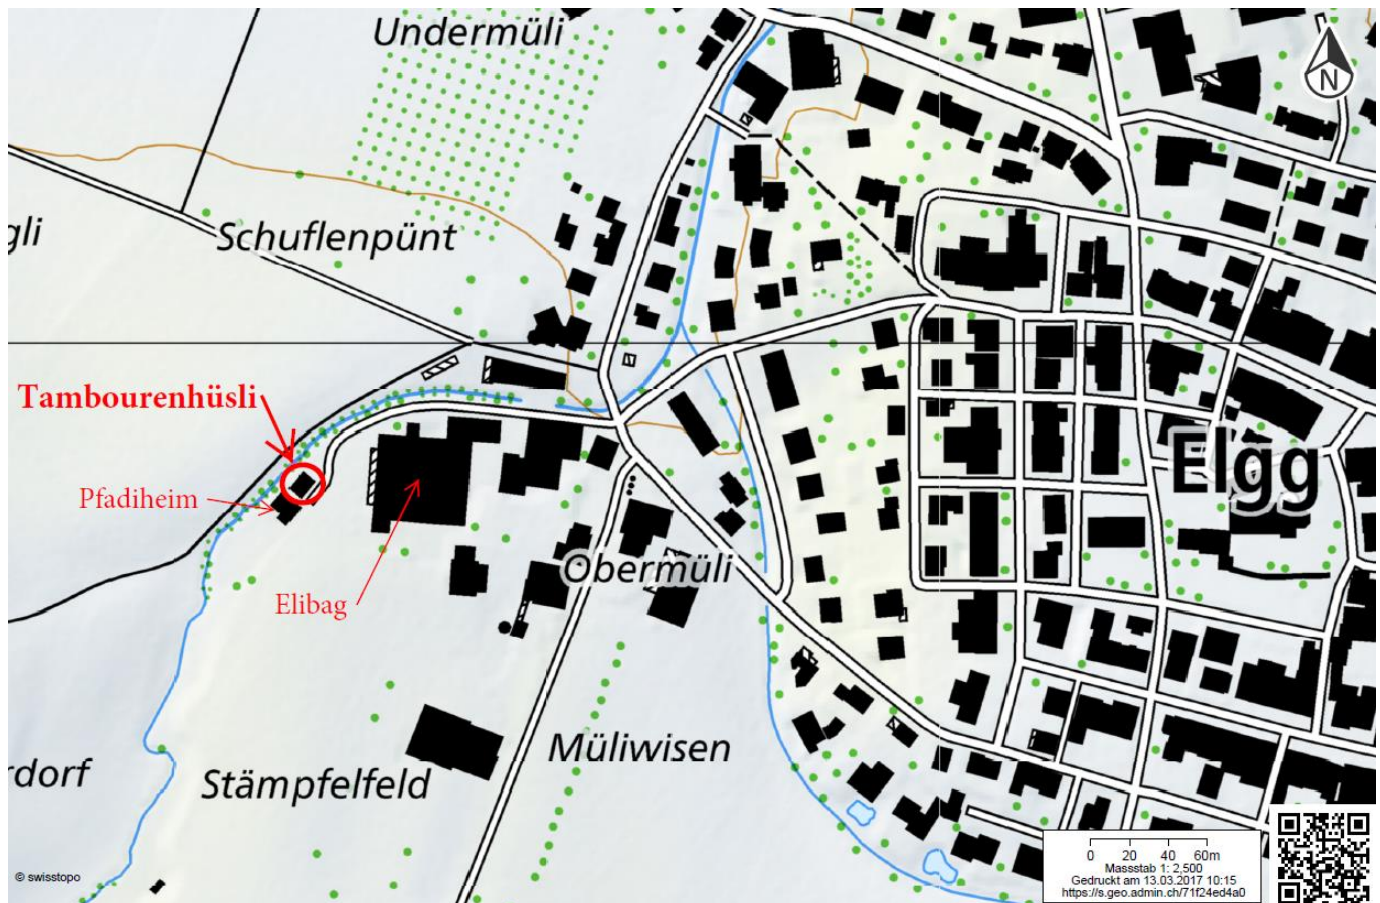 Undermüli
N
gli
Schuflenpünt
Tambourenhüsli
Pfadiheim
Elgg
Obermüli
Elibag
Müliwisen
rdorf
Stämpfelfeld
0 20 40 60m
Massstab 1: 2,500
Gedruckt am 13.03.2017 10:15
https://s.geo.admin.ch/71f24ed4a0
© swisstopo